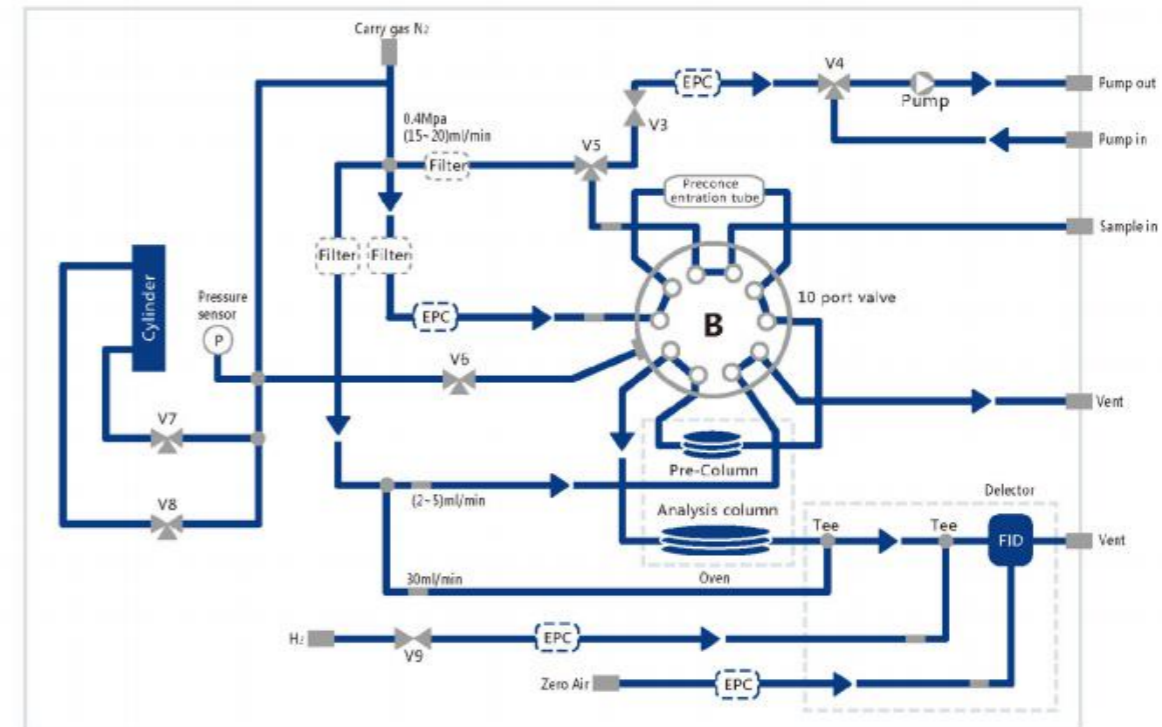 Carry gas N2
V4
EPC
Pump out
Pump
V3
0.4Mpa
(15~20)ml/min
V5
Pump in
Filter
Preconce
entration tube
Sample in
Filter
Filter
Cylinder
Pressure
sensor
10 port valve
P
EPC
B
V6
Vent
V7
Pre-Column
(2~5)ml/min
Delector
V8
Analysis column
Tee
Tee
FID
Vent
30ml/min
Oven
H2
EPC
V9
Zero Air
EPC